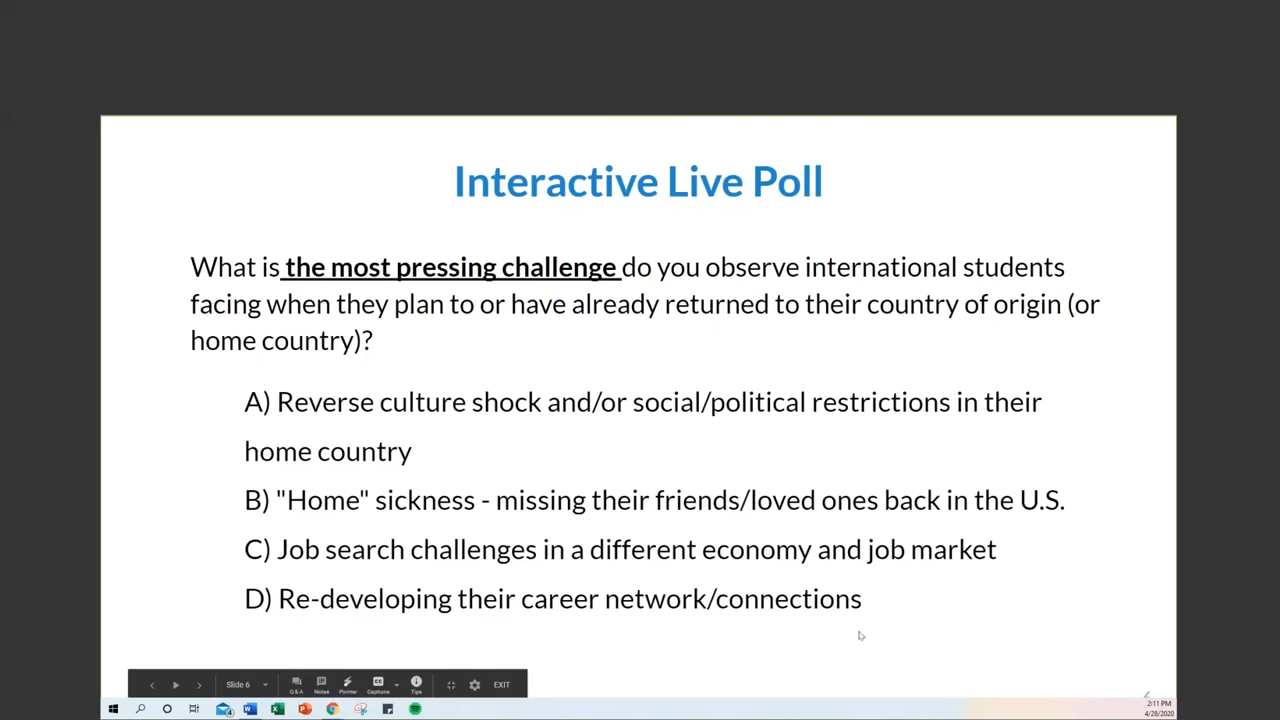 Interactive Live Poll
What is the most pressing challenge do you observe international students
facing when they plan to or have already returned to their country of origin (or
home country)?
A) Reverse culture shock and/or social/political restrictions in their
home country
B) "Home" sickness - missing their friends/loved ones back in the U.S.
C) Job search challenges in a different economy and job market
D) Re-developing their career network/connections
Slide 6
Q&A
Notes
Pointer
CC
Captions
Tips
EXIT
4
2:11 PM
4/28/2020